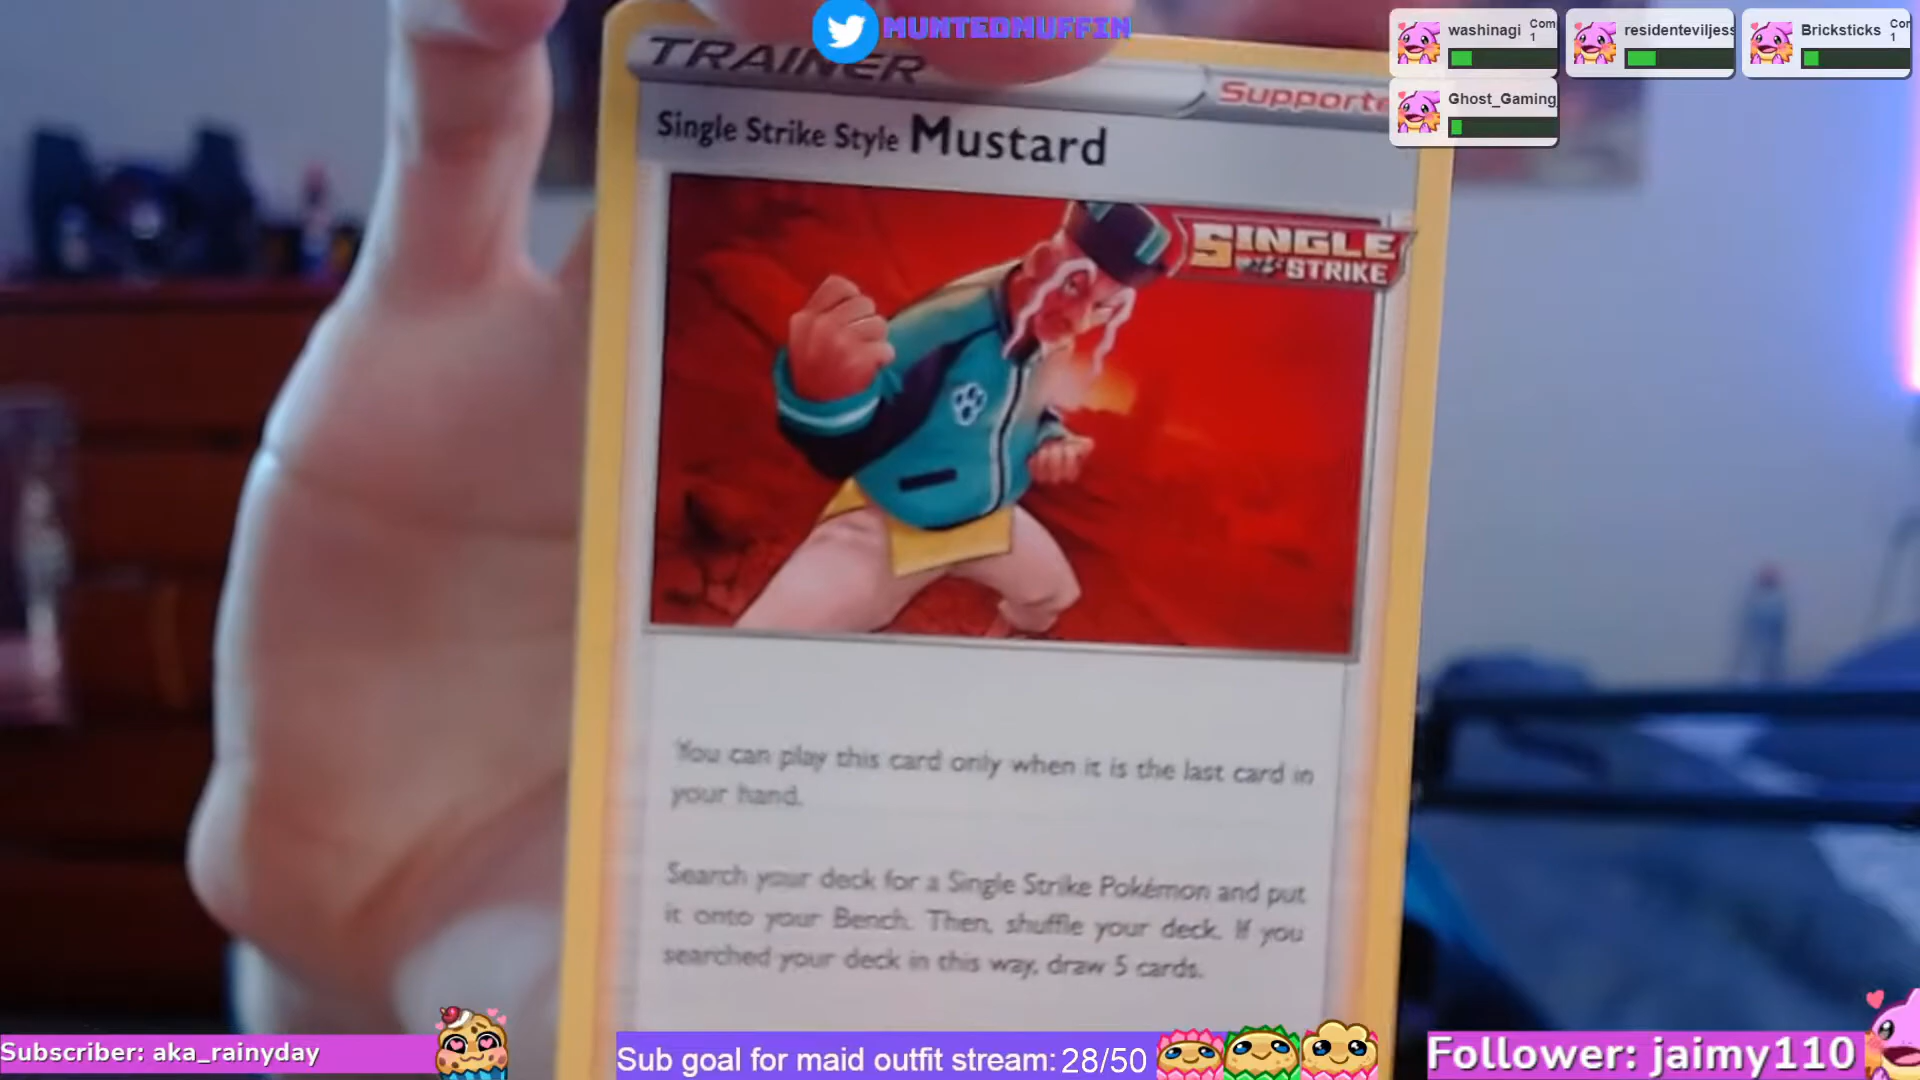 MUNTEDMUFFIN
washinagi Com 1
residenteviljess
Bricksticks Cor 1
Ghost_Gaming
TRAINER
Supporte
Single Strike Style Mustard
SINGLE
STRIKE
You can play this card only when it is the last card in
your hand.
Search your deck for a Single Strike Pokémon and put
it onto your Bench. Then, shuffle your deck. If you
searched your deck in this way, draw 5 cards.
Subscriber: aka_rainyday
Sub goal for maid outfit stream: 28/50
Follower: jaimy110